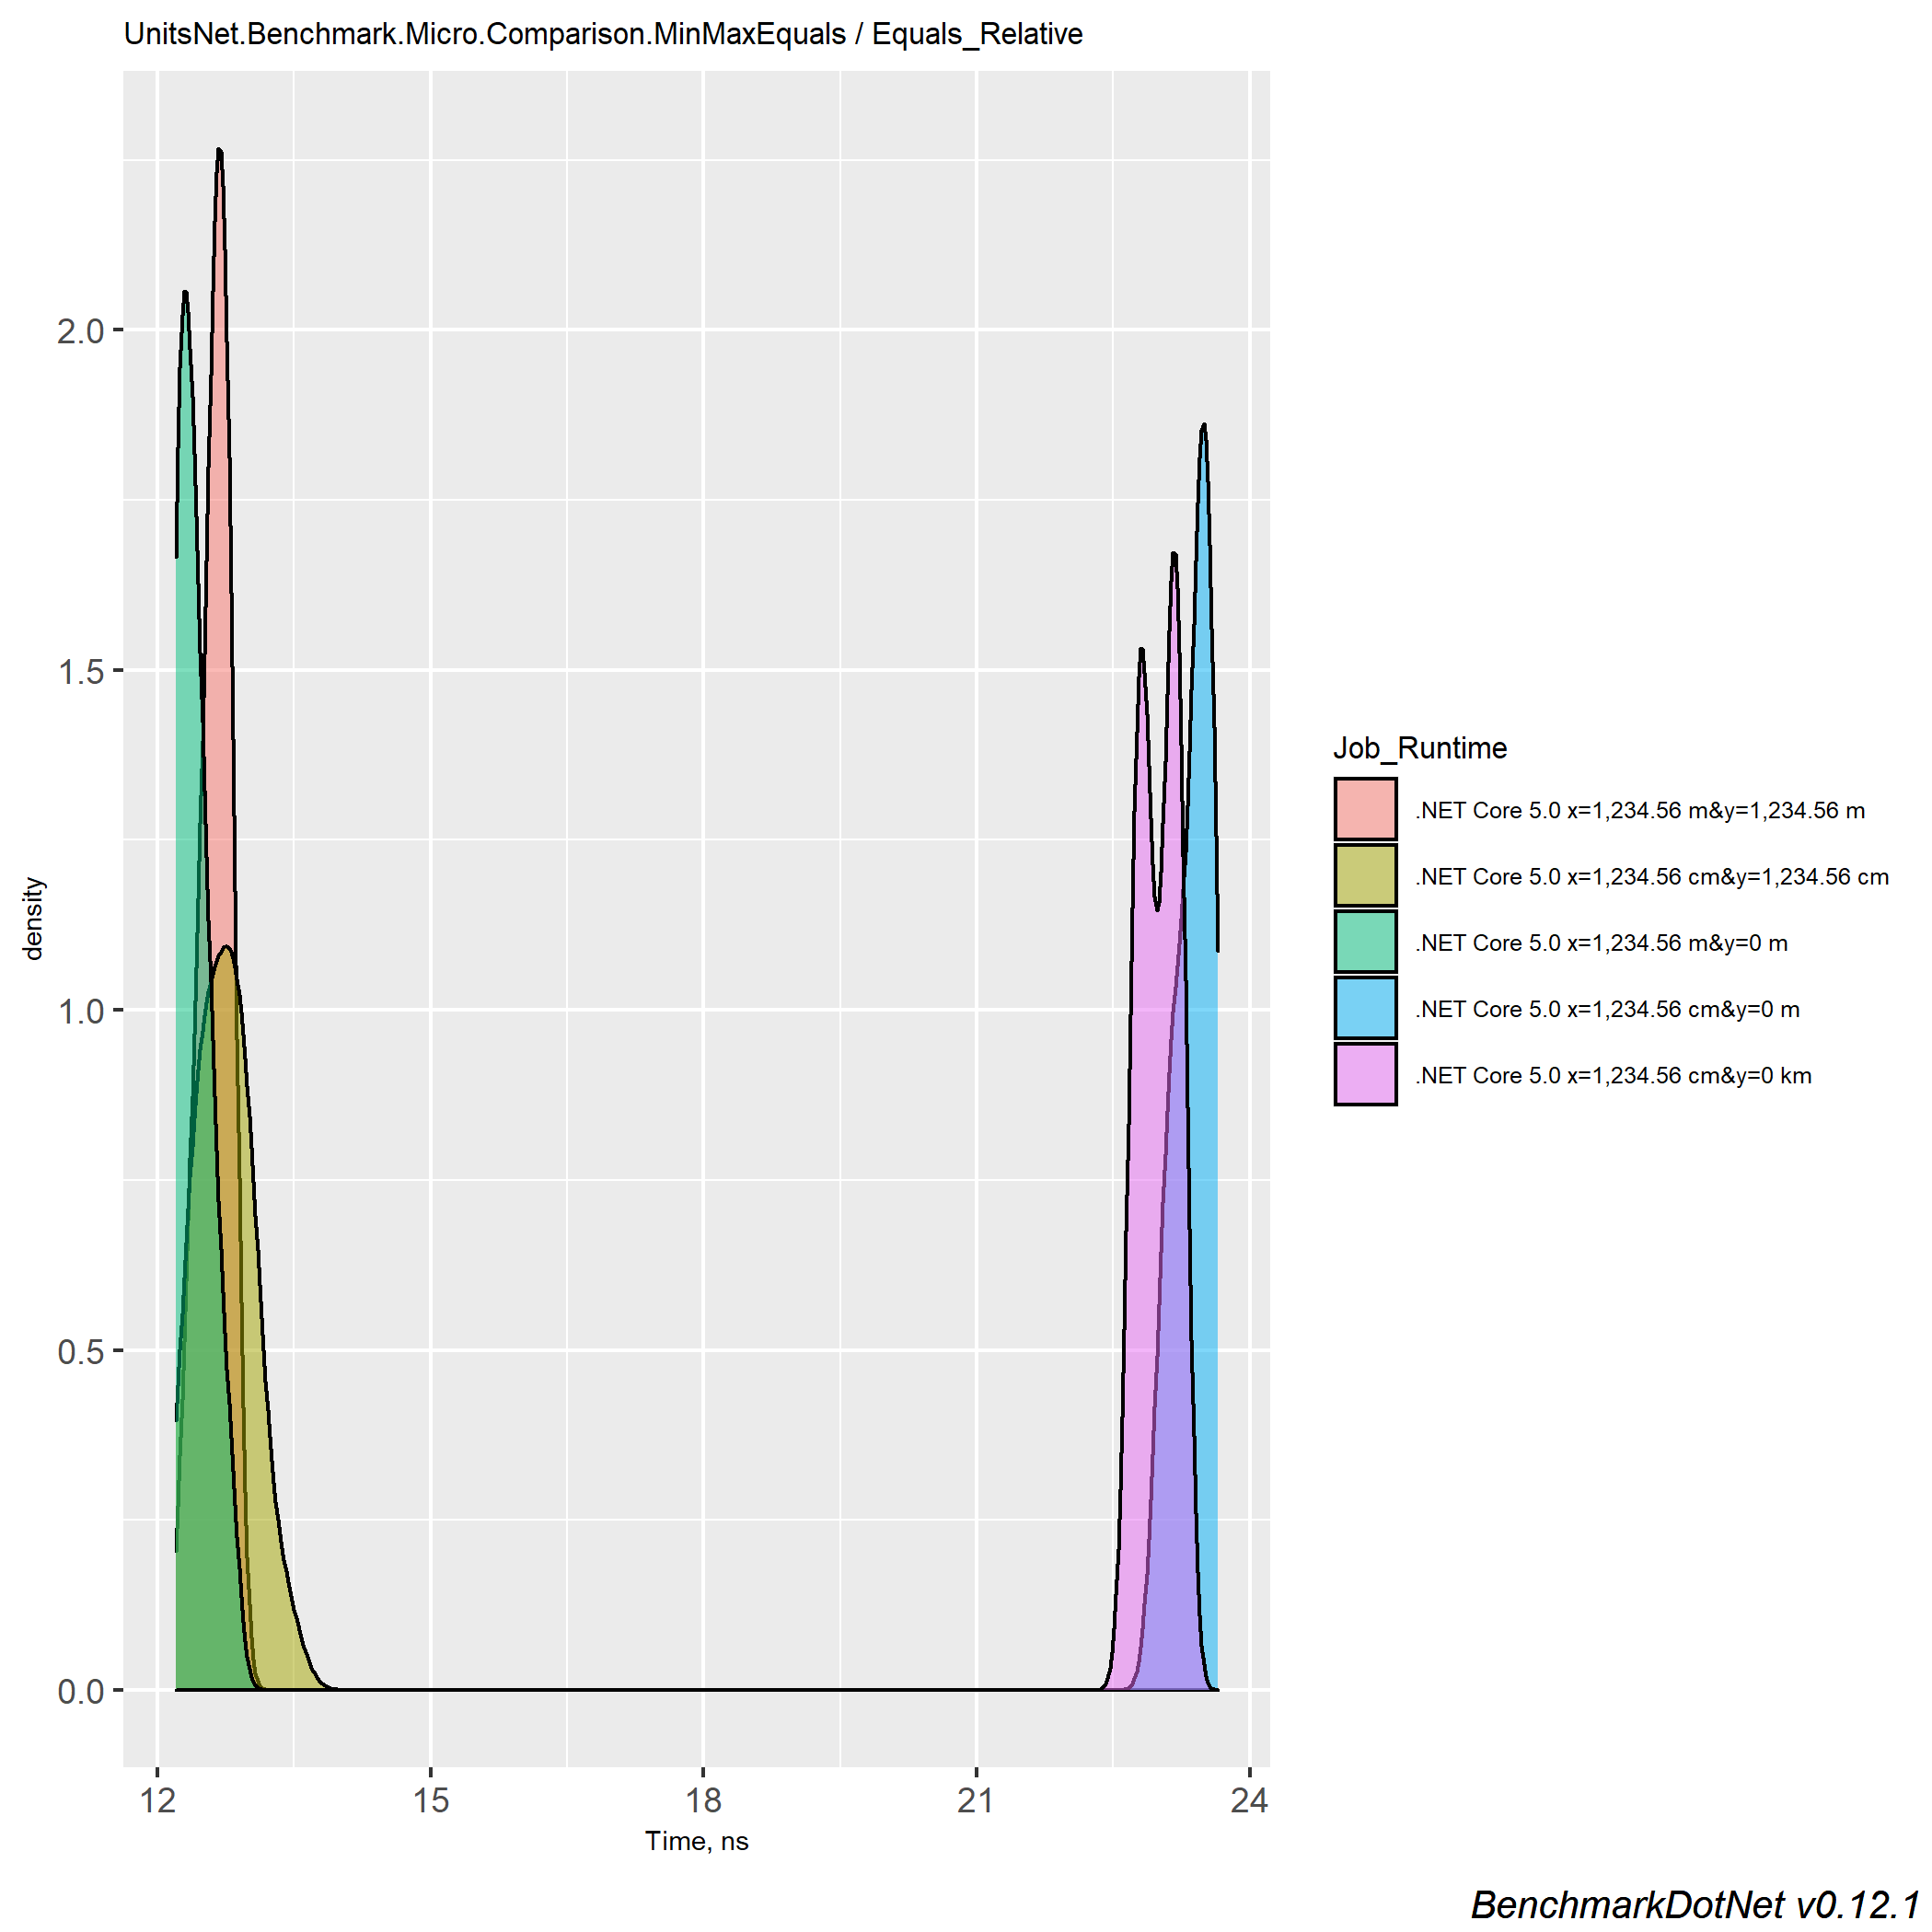 UnitsNet.Benchmark.Micro.Comparison.MinMaxEquals / Equals_Relative
density
2.0
1.5
1.0
0.5
0.0
12 15 18 21 24
Time, ns
Job_Runtime
.NET Core 5.0 x=1,234.56 m&y=1,234.56 m
.NET Core 5.0 x=1,234.56 cm&y=1,234.56 cm
.NET Core 5.0 x=1,234.56 m&y=0 m
.NET Core 5.0 x=1,234.56 cm&y=0 m
.NET Core 5.0 x=1,234.56 cm&y=0 km
BenchmarkDotNet v0.12.1